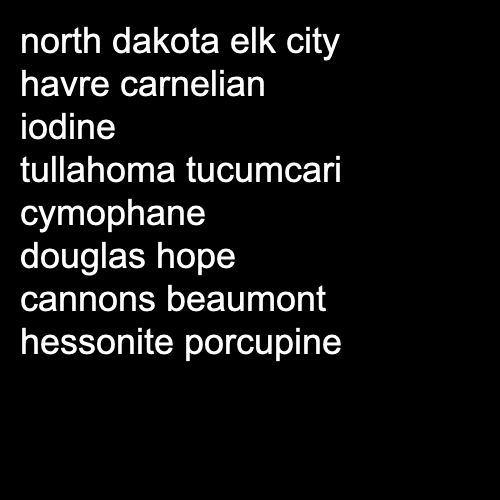 north dakota elk city
havre carnelian
iodine
tullahoma tucumcari
cymophane
douglas hope
cannons beaumont
hessonite porcupine